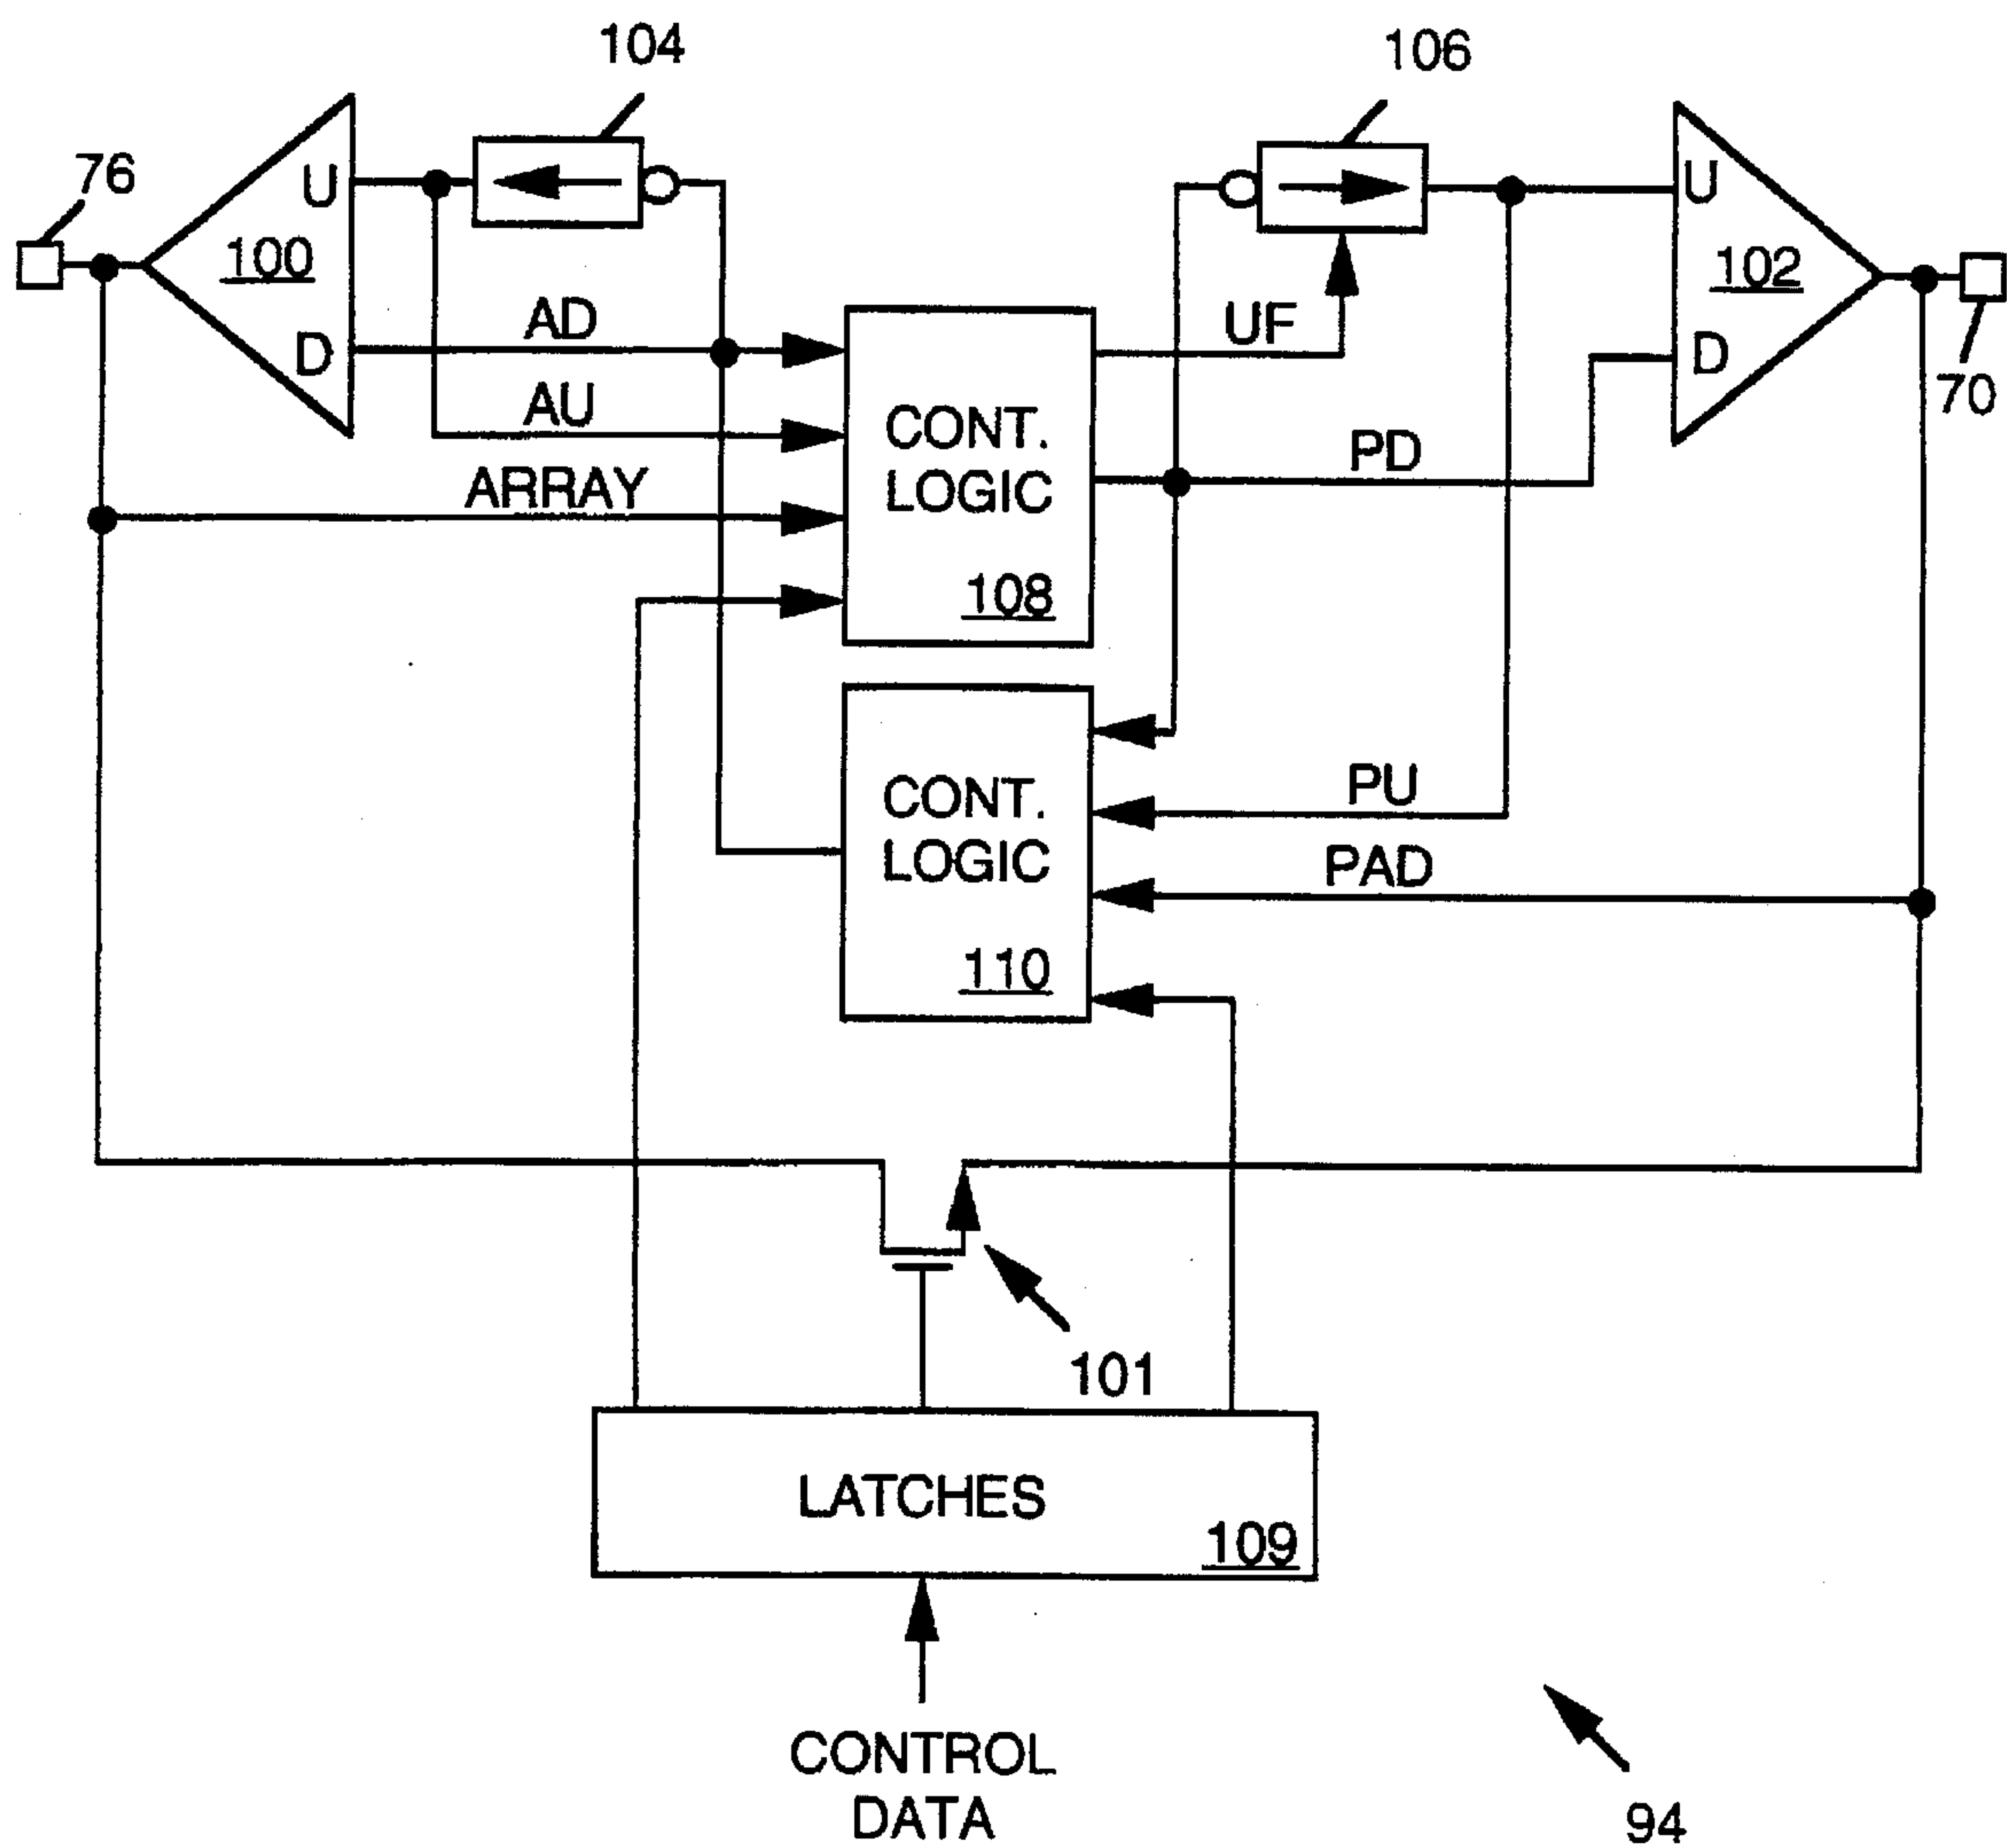 104
106
76
U
100
D
AD
AU
ARRAY
CONT.
LOGIC
108
UF
PD
U
102
D
70
CONT.
LOGIC
110
PU
PAD
101
LATCHES
109
CONTROL
DATA
94